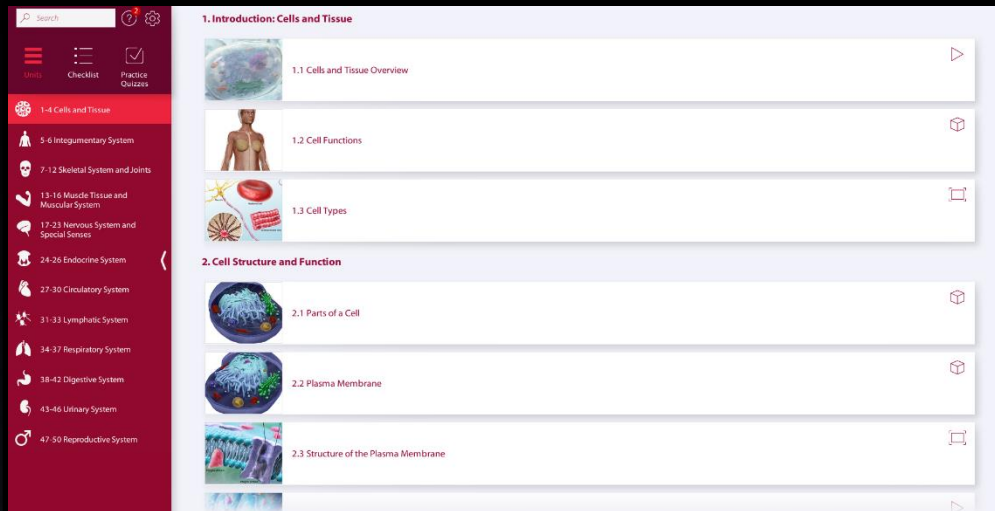 Search
2
Units
Checklist
Practice
Quizzes
1-4 Cells and Tissue
5-6 Integumentary System
7-12 Skeletal System and Joints
13-16 Muscle Tissue and
Muscular System
17-23 Nervous System and
Special Senses
24-26 Endocrine System
27-30 Circulatory System
31-33 Lymphatic System
34-37 Respiratory System
38-42 Digestive System
43-46 Urinary System
47-50 Reproductive System
1. Introduction: Cells and Tissue
1.1 Cells and Tissue Overview
1.2 Cell Functions
1.3 Cell Types
2. Cell Structure and Function
2.1 Parts of a Cell
2.2 Plasma Membrane
2.3 Structure of the Plasma Membrane